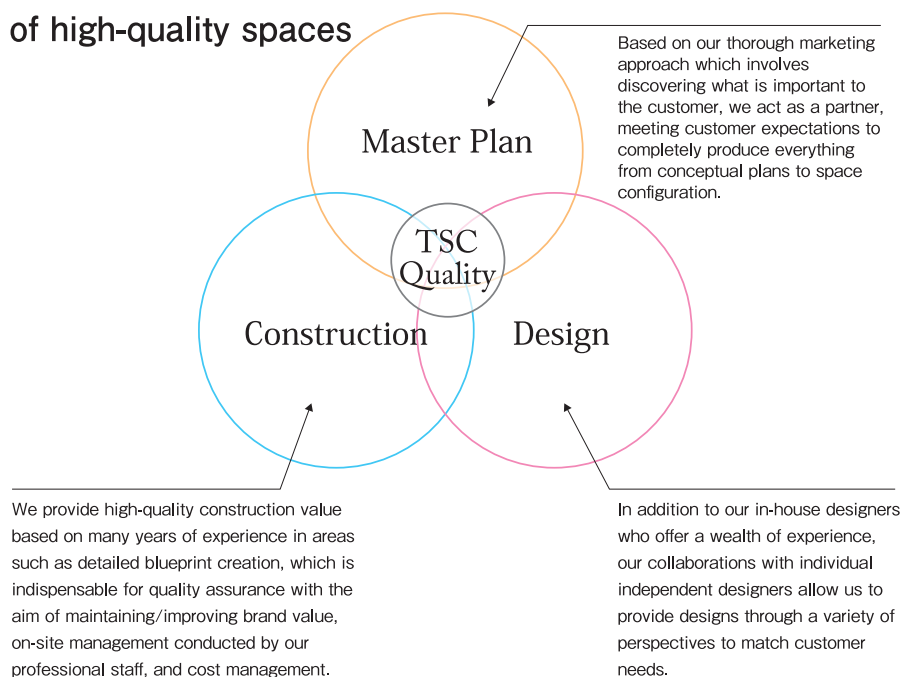 of high-quality spaces
Based on our thorough marketing
approach which involves
discovering what is important to
the customer, we act as a partner,
meeting customer expectations to
completely produce everything
from conceptual plans to space
configuration.
Master Plan
TSC
Quality
Construction
Design
We provide high-quality construction value
based on many years of experience in areas
such as detailed blueprint creation, which is
indispensable for quality assurance with the
aim of maintaining/improving brand value,
on-site management conducted by our
professional staff, and cost management.
In addition to our in-house designers
who offer a wealth of experience,
our collaborations with individual
independent designers allow us to
provide designs through a variety of
perspectives to match customer
needs.